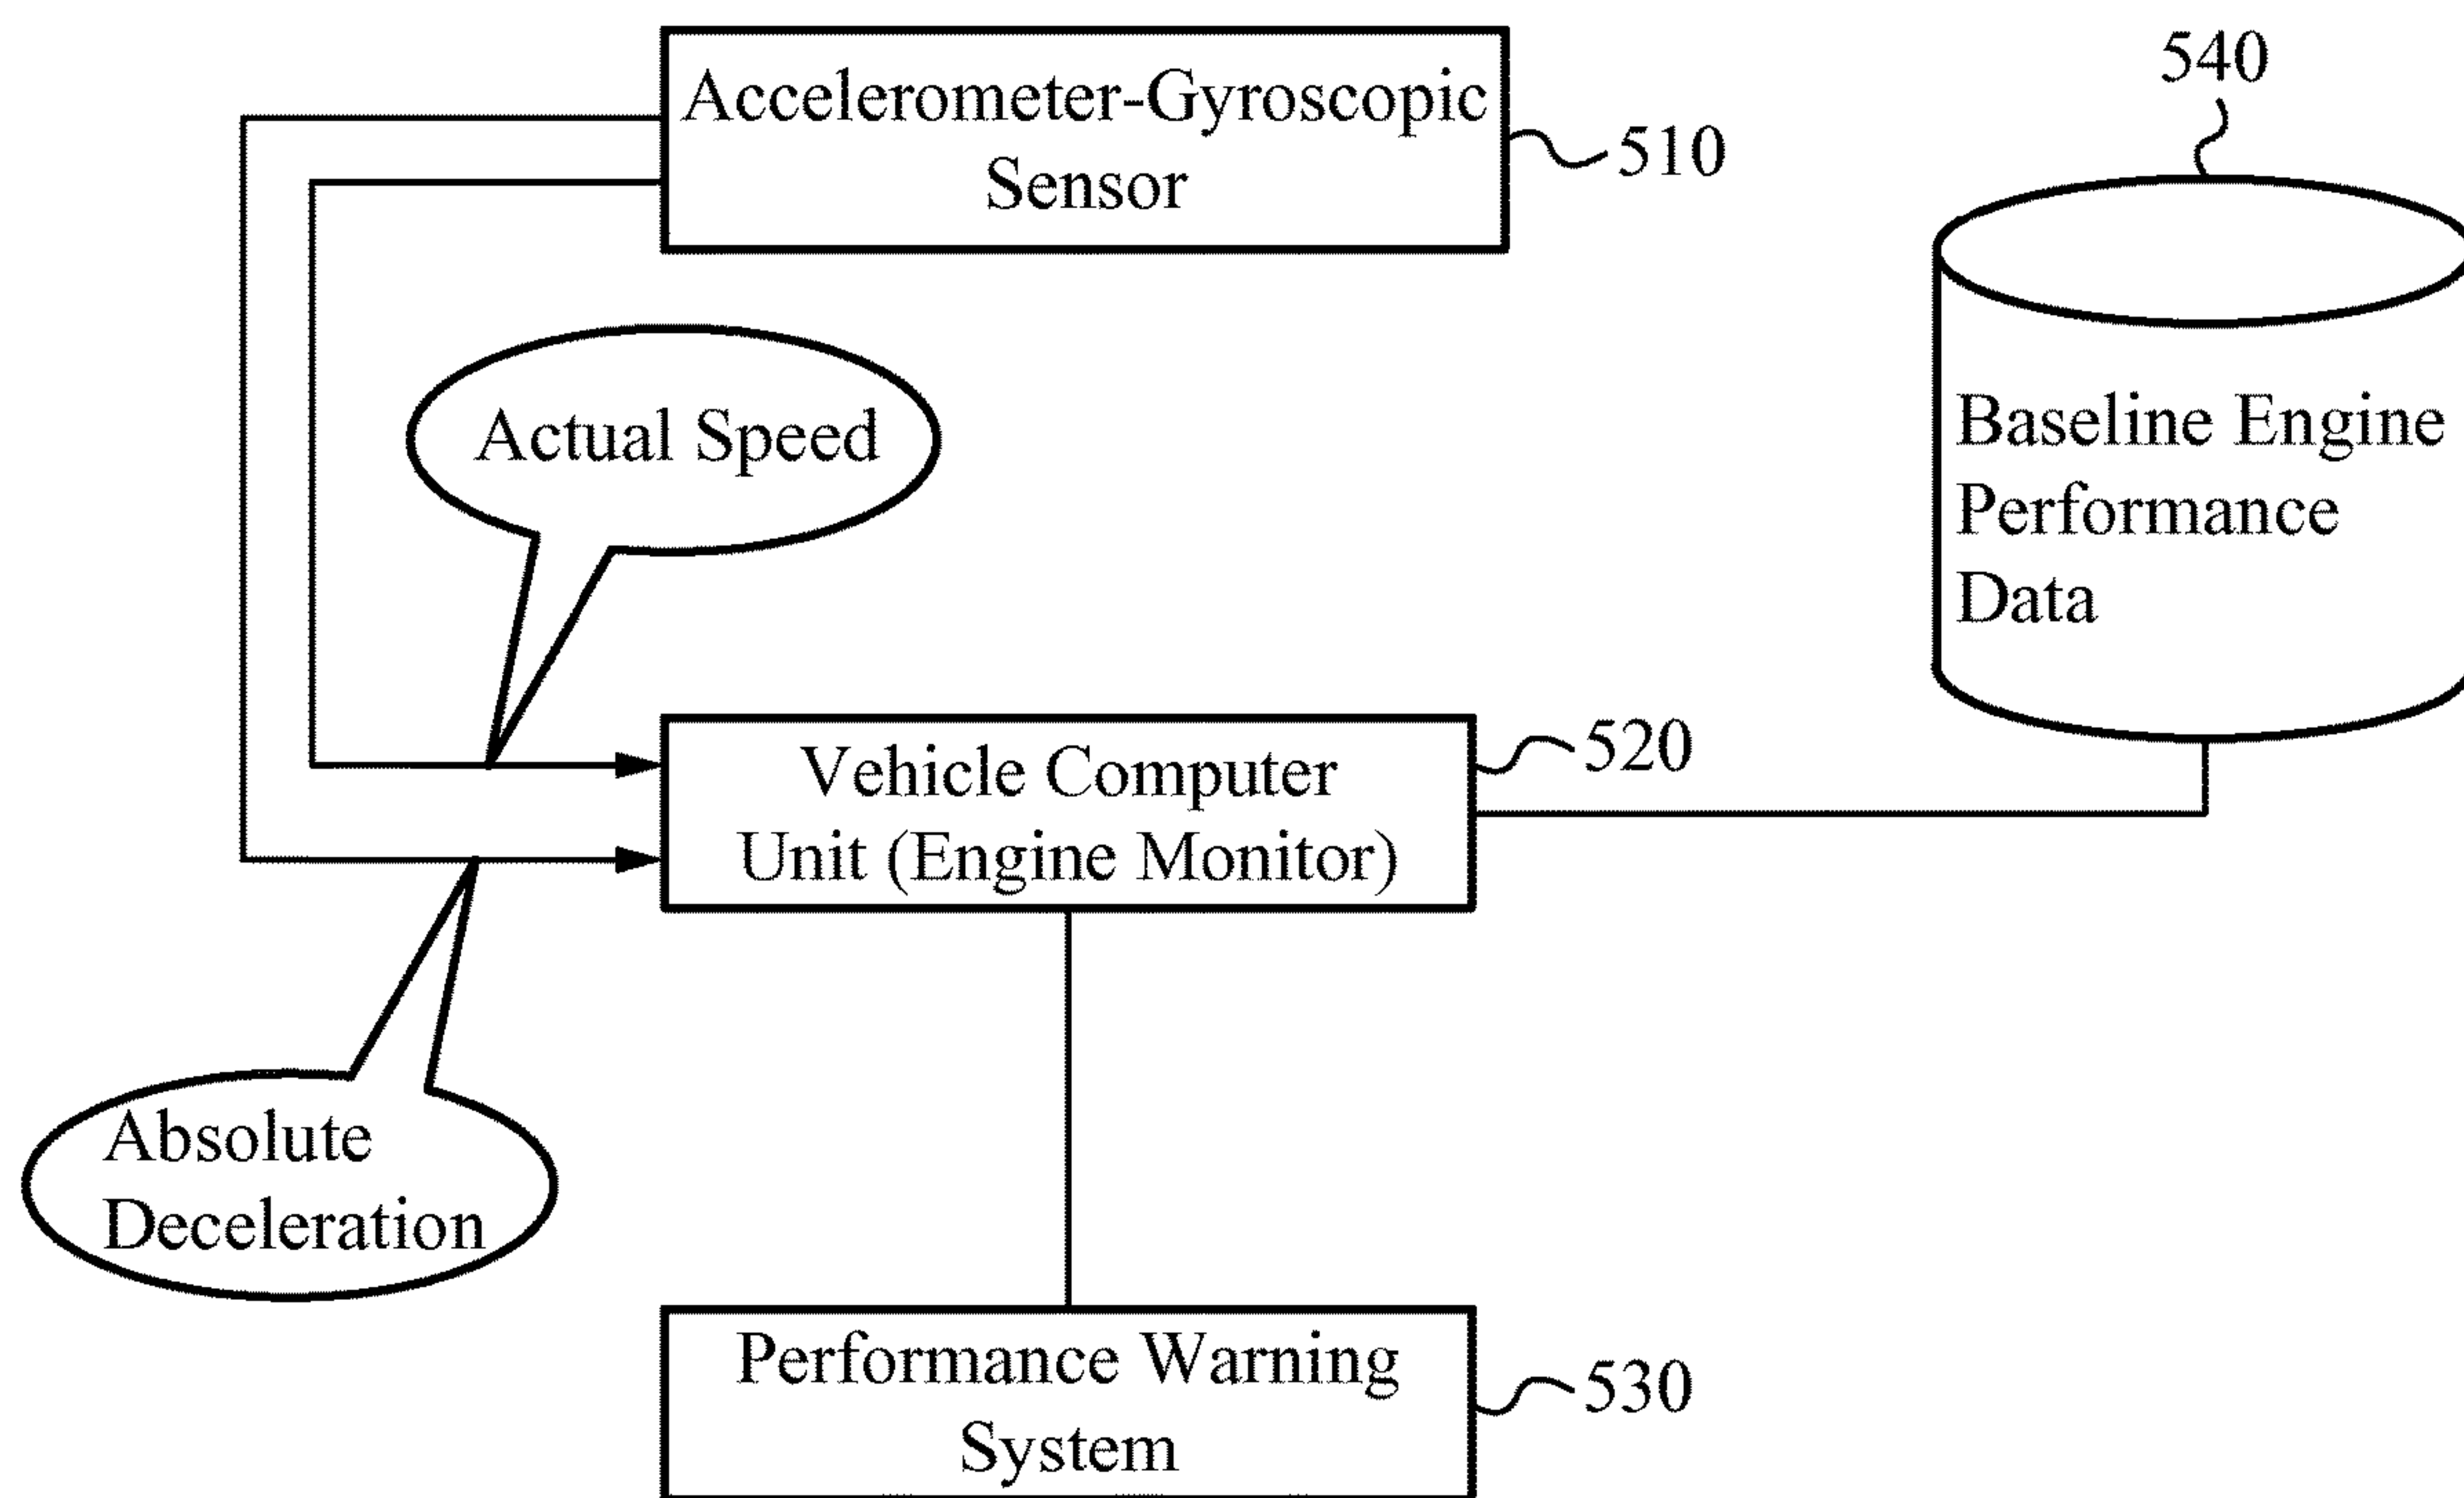 Accelerometer-Gyroscopic
Sensor
510
540
Actual Speed
Baseline Engine
Performance
Data
Vehicle Computer
Unit (Engine Monitor)
520
Absolute
Deceleration
Performance Warning
System
530